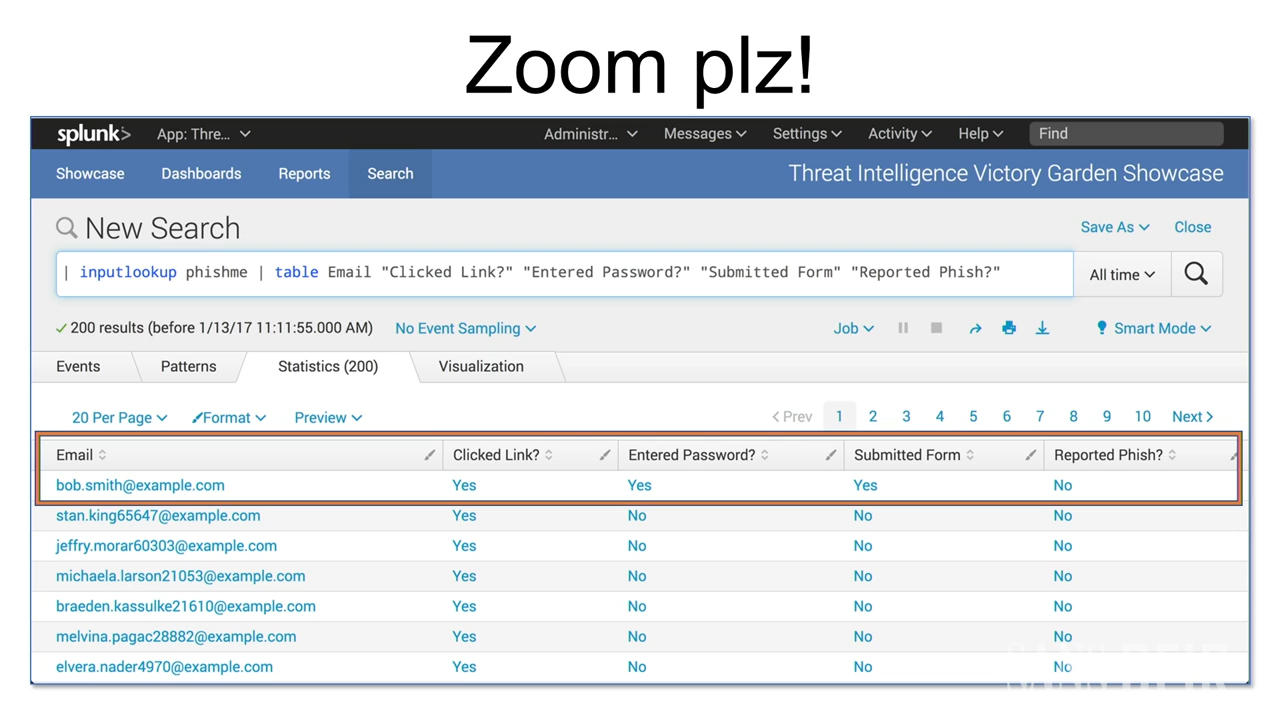 Zoom plz!
splunk> App: Thre... Administr... Messages Settings Activity Help Find
Showcase Dashboards Reports Search Threat Intelligence Victory Garden Showcase
New Search Save As Close
| inputlookup phishme | table Email "Clicked Link?" "Entered Password?" "Submitted Form" "Reported Phish?" All time
200 results (before 1/13/17 11:11:55.000 AM) No Event Sampling Job Smart Mode
Events Patterns Statistics (200) Visualization
20 Per Page Format Preview < Prev 1 2 3 4 5 6 7 8 9 10 Next >
Email Clicked Link? Entered Password? Submitted Form Reported Phish?
bob.smith@example.com Yes Yes Yes No
stan.king65647@example.com Yes No No No
jeffry.morar60303@example.com Yes No No No
michaela.larson21053@example.com Yes No No No
braeden.kassulke21610@example.com Yes No No No
melvina.pagac28882@example.com Yes No No No
elvera.nader4970@example.com Yes No No No